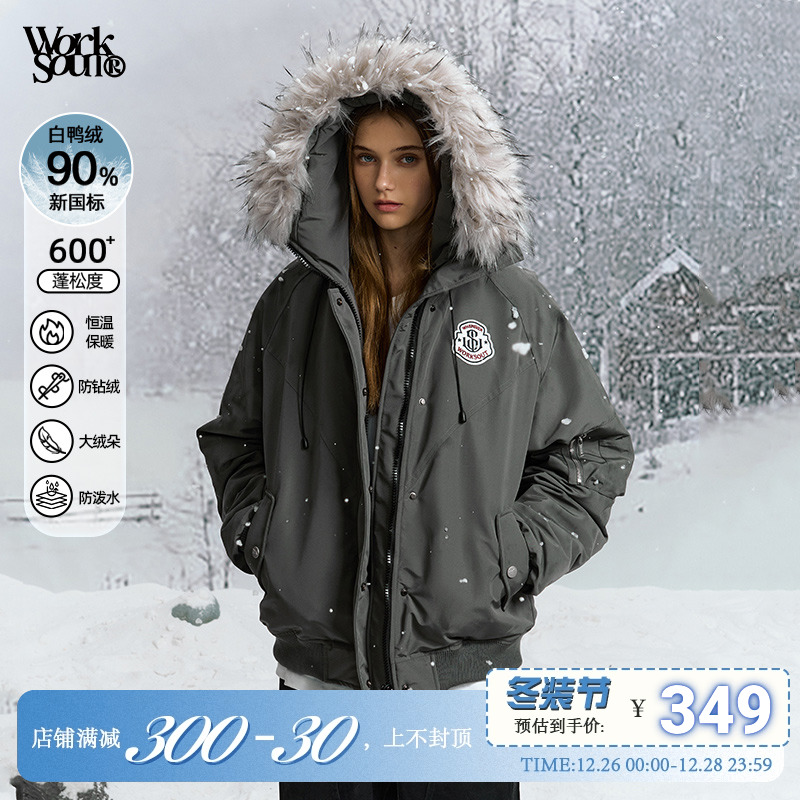 Work
Sout®
白鸭绒
90%
新国标
600+
蓬松度
恒温
保暖
防钻绒
大绒朵
防泼水
WORKSOUT
店铺满减 300-30，上不封顶
冬装节
预估到手价: ¥ 349
TIME:12.26 00:00-12.28 23:59